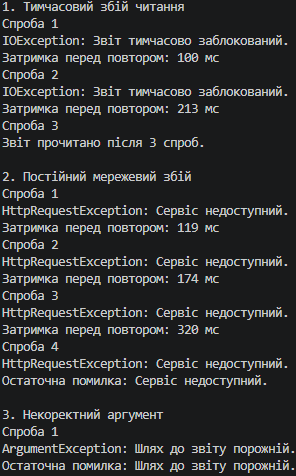 1. Тимчасовий збій читання
Спроба 1
IOException: Звіт тимчасово заблокований.
Затримка перед повтором: 100 мс
Спроба 2
IOException: Звіт тимчасово заблокований.
Затримка перед повтором: 213 мс
Спроба 3
Звіт прочитано після 3 спроб.

2. Постійний мережевий збій
Спроба 1
HttpRequestException: Сервіс недоступний.
Затримка перед повтором: 119 мс
Спроба 2
HttpRequestException: Сервіс недоступний.
Затримка перед повтором: 174 мс
Спроба 3
HttpRequestException: Сервіс недоступний.
Затримка перед повтором: 320 мс
Спроба 4
HttpRequestException: Сервіс недоступний.
Остаточна помилка: Сервіс недоступний.

3. Некоректний аргумент
Спроба 1
ArgumentException: Шлях до звіту порожній.
Остаточна помилка: Шлях до звіту порожній.